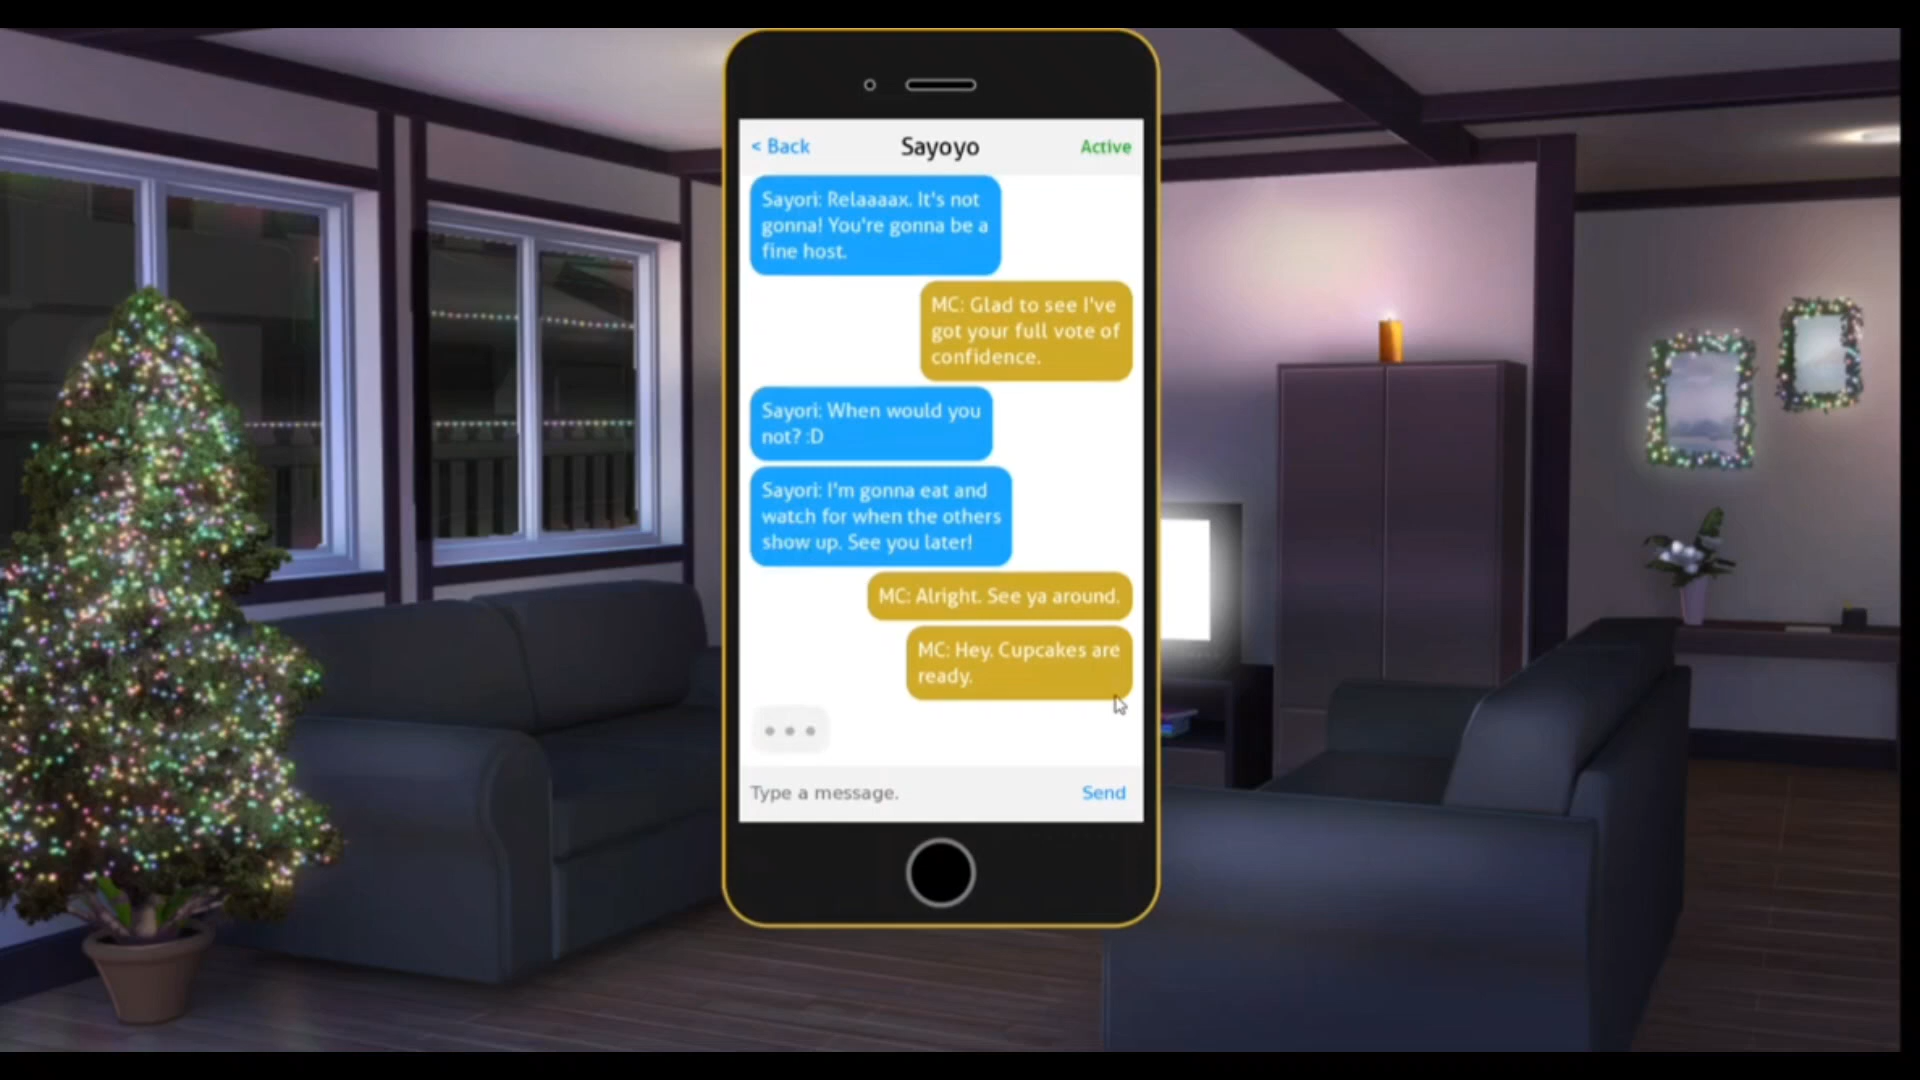 < Back Sayoyo Active
Sayori: Relaaaax. It's not
gonna! You're gonna be a
fine host.
MC: Glad to see I've
got your full vote of
confidence.
Sayori: When would you
not? :D
Sayori: I'm gonna eat and
watch for when the others
show up. See you later!
MC: Alright. See ya around.
MC: Hey. Cupcakes are
ready.
Type a message. Send